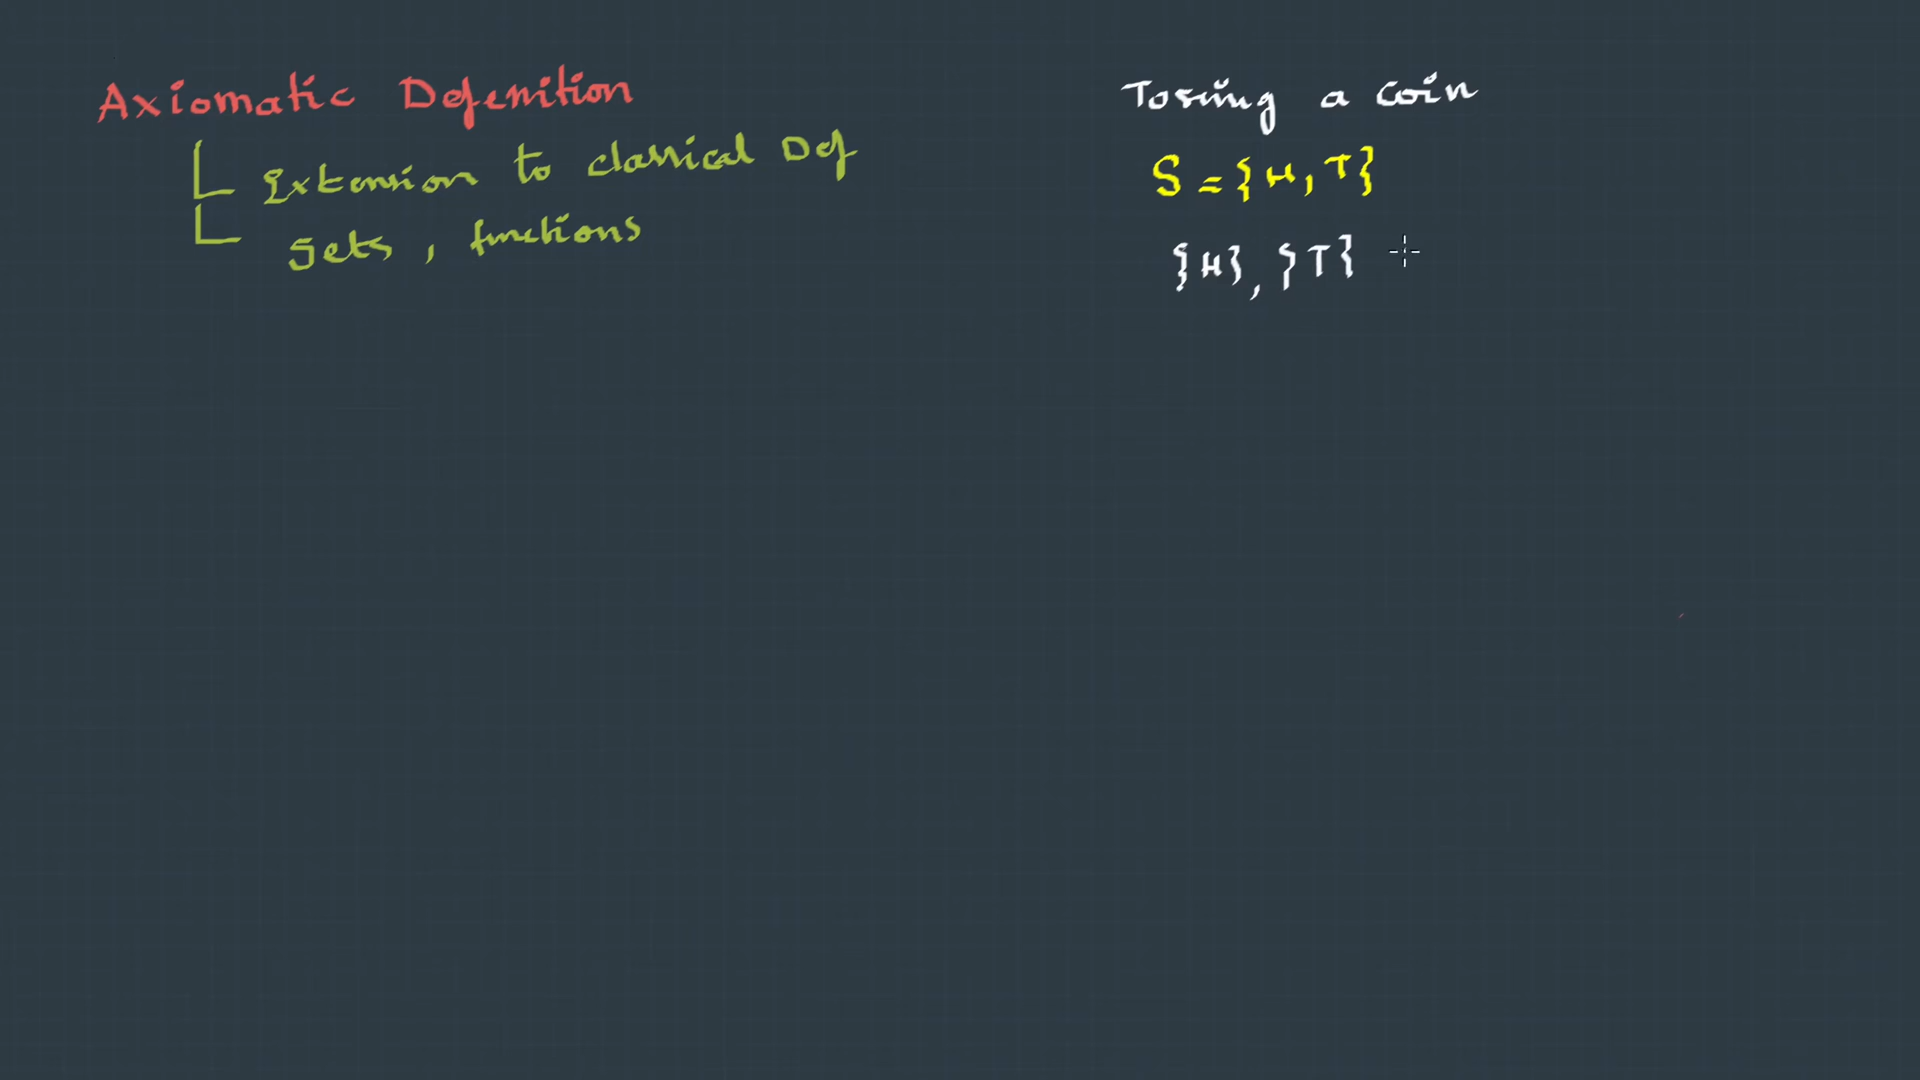 Axiomatic Defenition
Extension to classical Def
Sets, functions
Tossing a coin
S = {H, T}
{H}, {T}